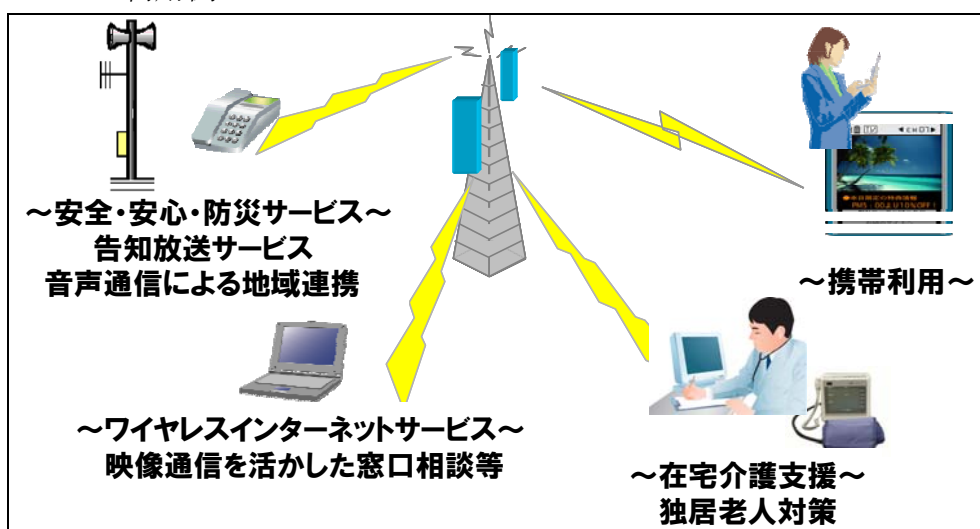 ～安全・安心・防災サービス～
告知放送サービス
音声通信による地域連携
～携帯利用～
～ワイヤレスインターネットサービス～
映像通信を活かした窓口相談等
～在宅介護支援～
独居老人対策